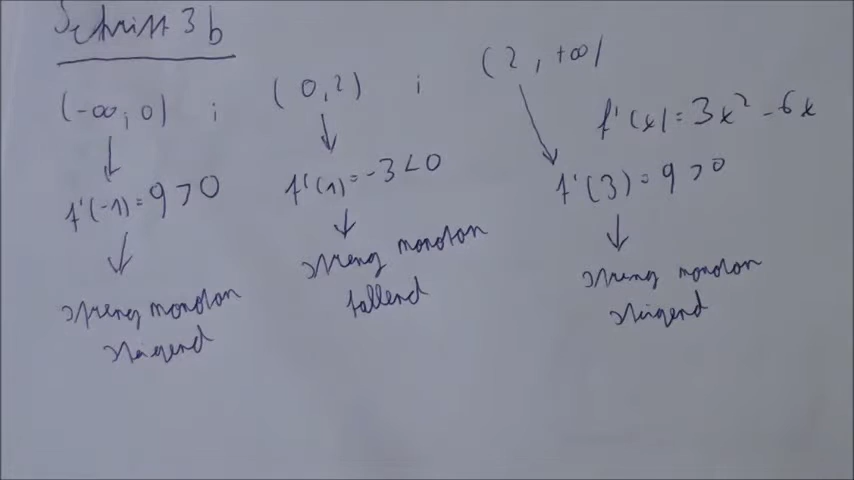 Schritt 3b
(-∞; 0) ; (0, 2) ; (2, +∞)
f'(x) = 3x² - 6x
f'(-1) = 9 > 0
f'(1) = -3 < 0
f'(3) = 9 > 0
streng monoton
steigend
streng monoton
fallend
streng monoton
steigend